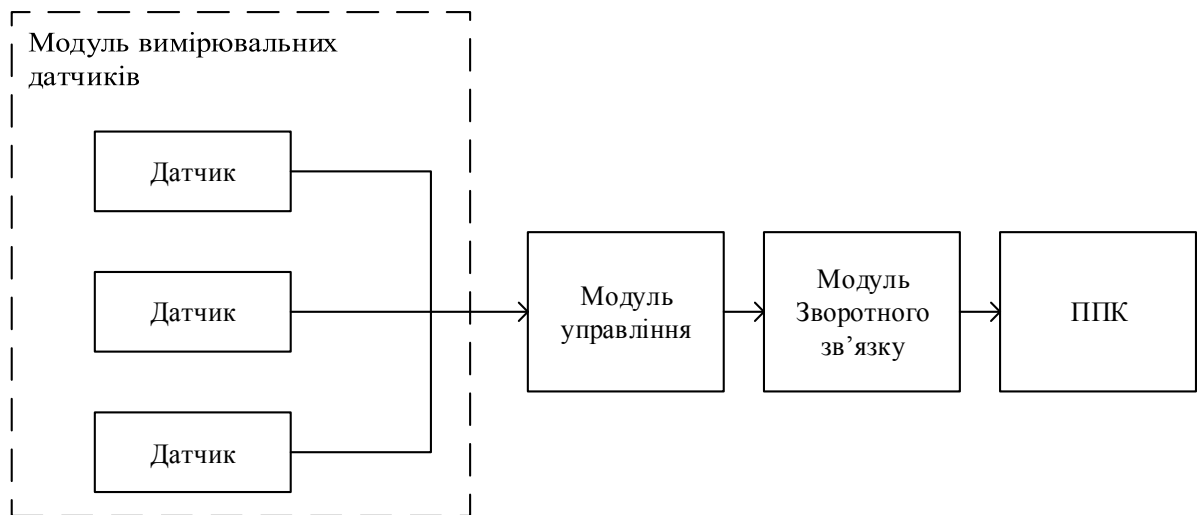 Модуль вимірювальних
датчиків
Датчик
Датчик
Датчик
Модуль
управління
Модуль
Зворотного
зв’язку
ППК